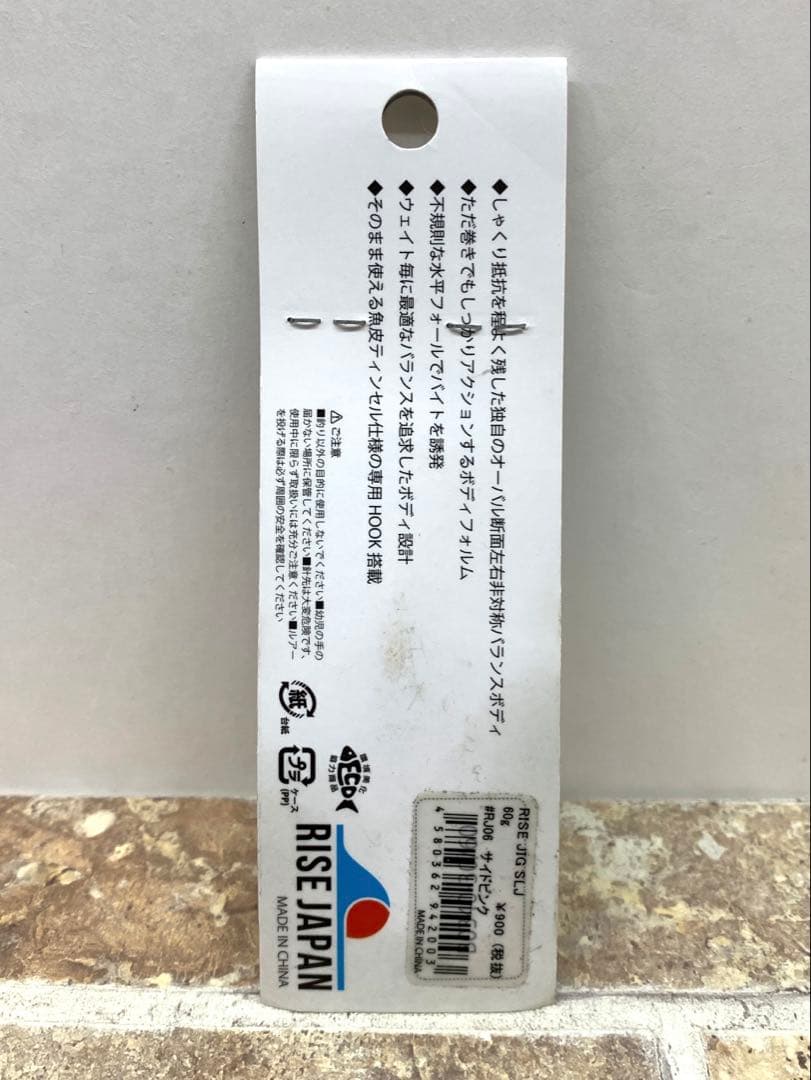 ◆しゃくり抵抗を程よく残した独自のオーバル断面左右非対称バランスボディ
◆ただ巻きでもしっかりアクションするボディフォルム
◆不規則な水平フォールでバイトを誘発
◆ウェイト毎に最適なバランスを追求したボディ設計
◆そのまま使える魚皮ティンセル仕様の専用HOOK搭載
⚠ご注意
■釣り以外の目的に使用しないでください■幼児の手の
届かない場所に保管してください■針先は大変危険です、
使用中に限らず取扱いには充分ご注意ください■ルアー
を投げる際は必ず周囲の安全を確認してください
紙
台紙
プラ
ケース
(PP)
環境美化
ECO
協力商品
RISE JAPAN
MADE IN CHINA
RISE JIG SLJ
60g ¥900 (税抜)
#RJ06 サイドピンク
4 580362 942003
MADE IN CHINA